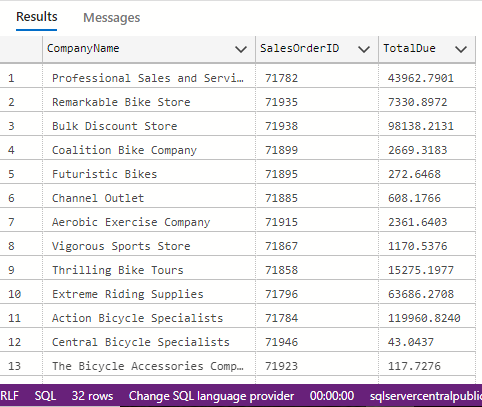 Results Messages
CompanyName SalesOrderID TotalDue
1 Professional Sales and Servi… 71782 43962.7901
2 Remarkable Bike Store 71935 7330.8972
3 Bulk Discount Store 71938 98138.2131
4 Coalition Bike Company 71899 2669.3183
5 Futuristic Bikes 71895 272.6468
6 Channel Outlet 71885 608.1766
7 Aerobic Exercise Company 71915 2361.6403
8 Vigorous Sports Store 71867 1170.5376
9 Thrilling Bike Tours 71858 15275.1977
10 Extreme Riding Supplies 71796 63686.2708
11 Action Bicycle Specialists 71784 119960.8240
12 Central Bicycle Specialists 71946 43.0437
13 The Bicycle Accessories Comp… 71923 117.7276
RLF SQL 32 rows Change SQL language provider 00:00:00 sqlservercentralpublic